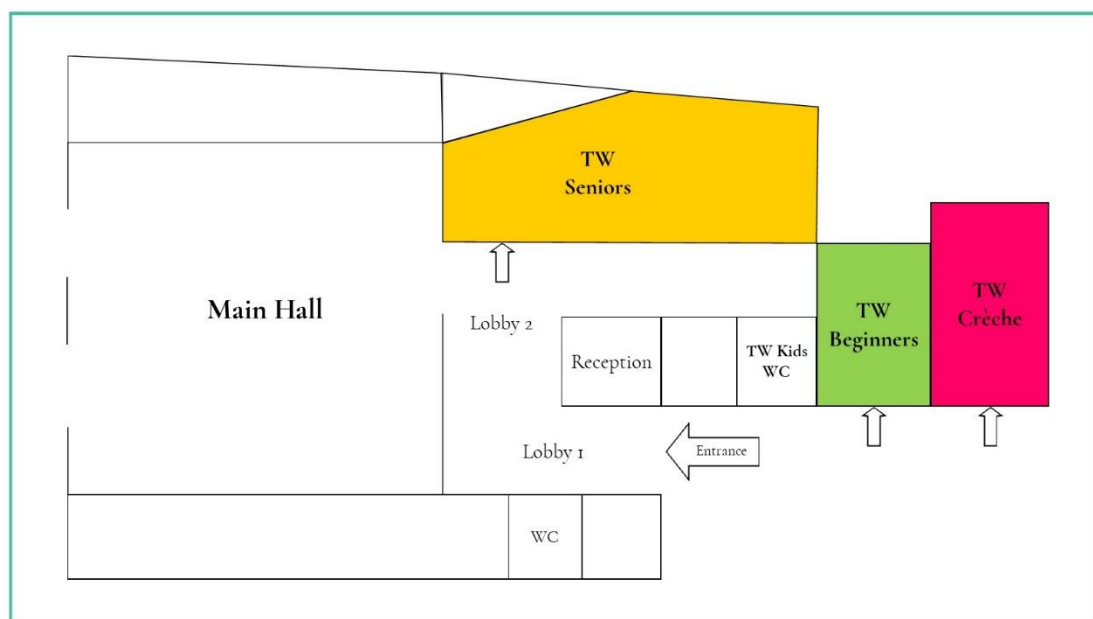 TW
Seniors
Main Hall
Lobby 2
TW
Beginners
TW
Crèche
Reception
TW Kids
WC
Lobby 1
Entrance
WC